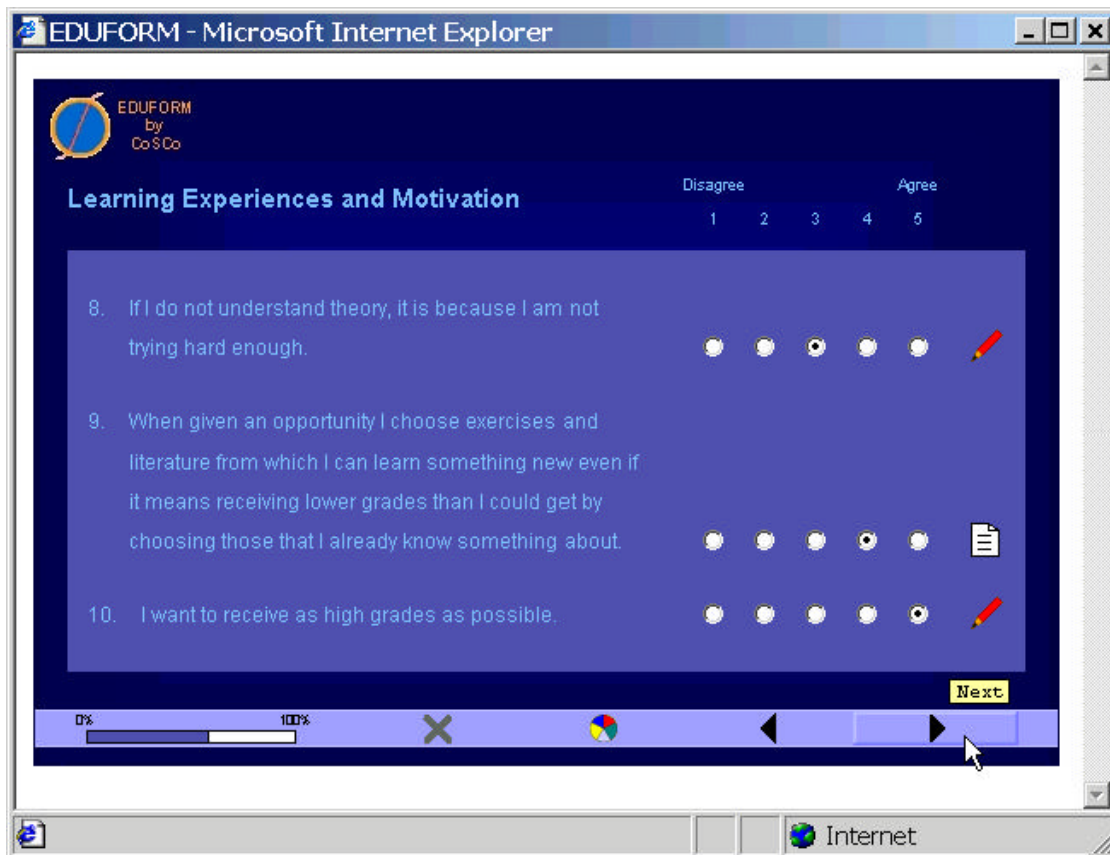 EDUFORM - Microsoft Internet Explorer
EDUFORM
by
CoSCo
Learning Experiences and Motivation
Disagree Agree
1 2 3 4 5
8. If I do not understand theory, it is because I am not
trying hard enough.
9. When given an opportunity I choose exercises and
literature from which I can learn something new even if
it means receiving lower grades than I could get by
choosing those that I already know something about.
10. I want to receive as high grades as possible.
Next
0% 100%
Internet